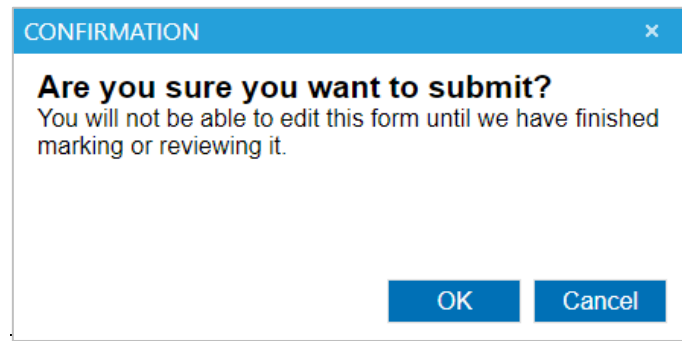 CONFIRMATION ×
Are you sure you want to submit?
You will not be able to edit this form until we have finished
marking or reviewing it.
OK Cancel